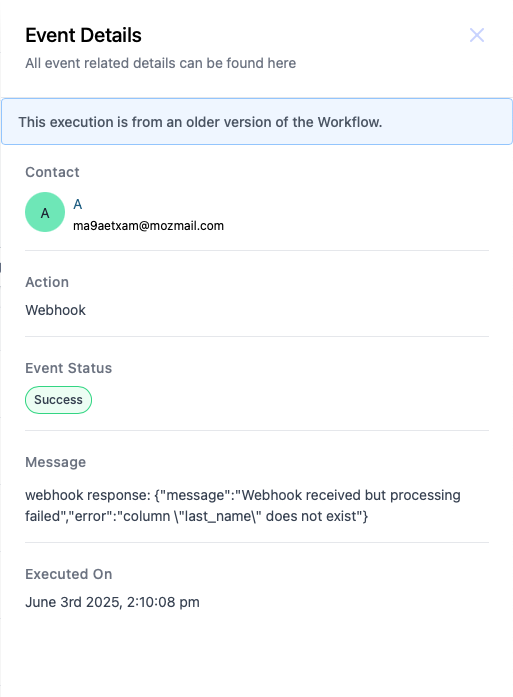 Event Details
All event related details can be found here
This execution is from an older version of the Workflow.
Contact
A
A
ma9aetxam@mozmail.com
Action
Webhook
Event Status
Success
Message
webhook response: {"message":"Webhook received but processing
failed","error":"column \"last_name\" does not exist"}
Executed On
June 3rd 2025, 2:10:08 pm